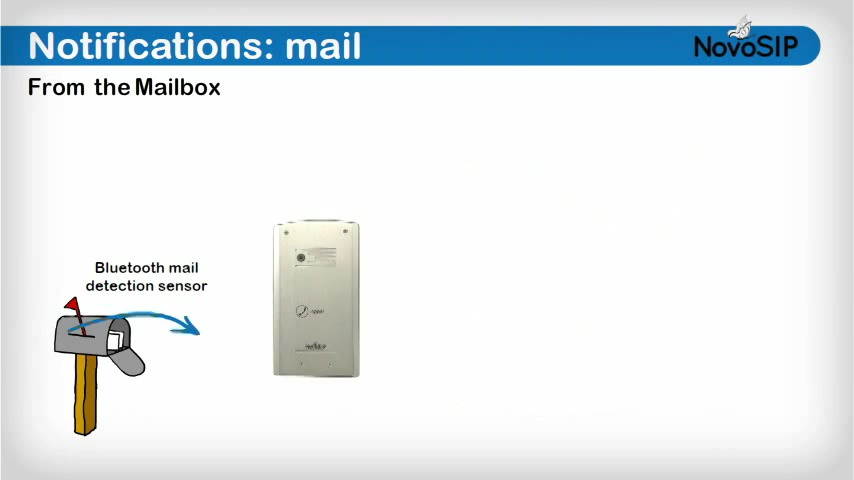 Notifications: mail
NovoSIP
From the Mailbox
Bluetooth mail
detection sensor